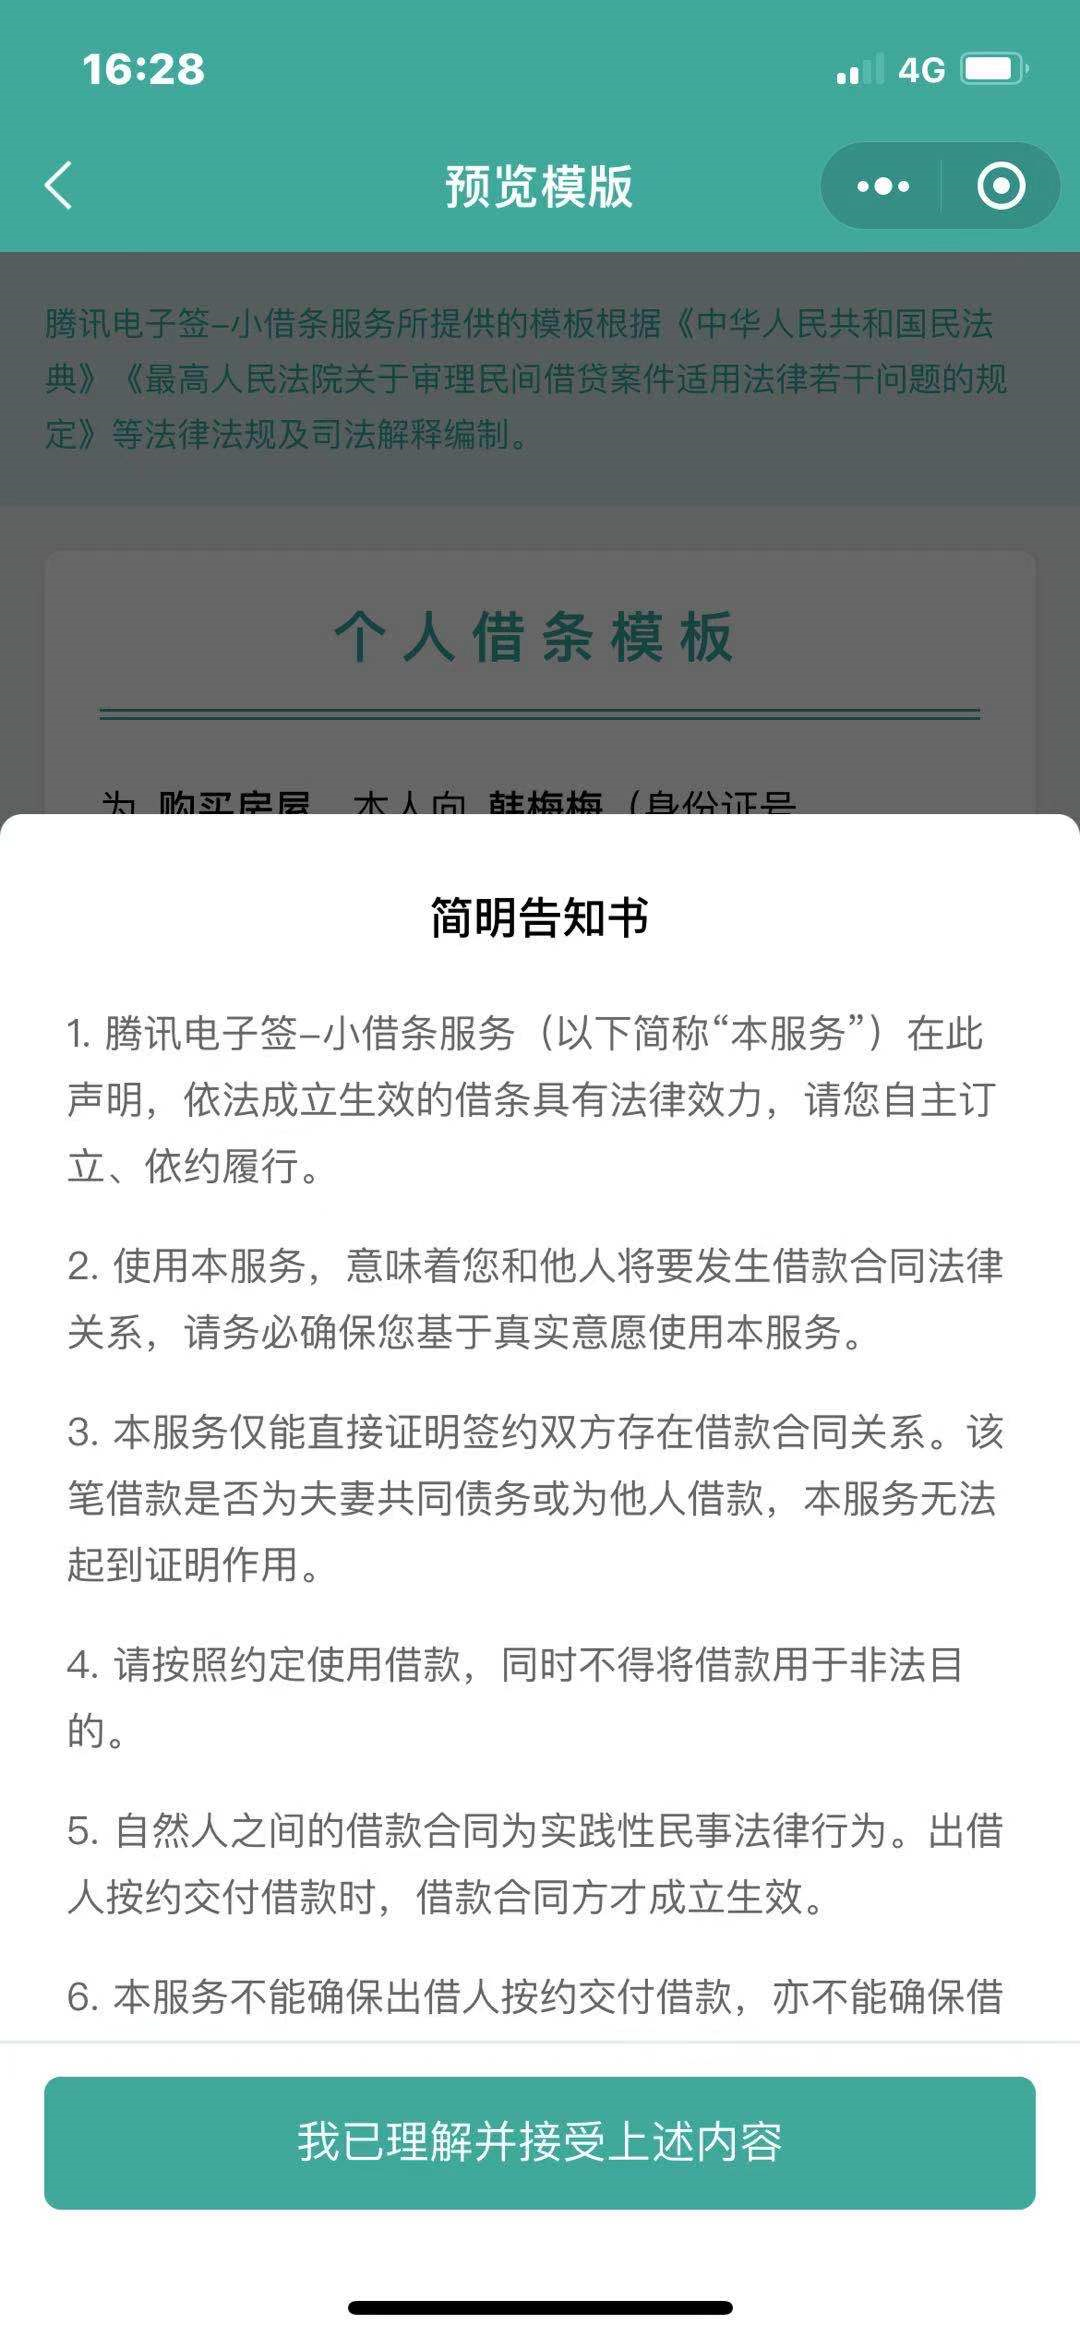 16:28
4G
预览模版
腾讯电子签-小借条服务所提供的模板根据《中华人民共和国民法
典》《最高人民法院关于审理民间借贷案件适用法律若干问题的规
定》等法律法规及司法解释编制。
个人借条模板
为 购买房屋 本人向 韩梅梅（身份证号
简明告知书
1. 腾讯电子签-小借条服务（以下简称“本服务”）在此
声明，依法成立生效的借条具有法律效力，请您自主订
立、依约履行。
2. 使用本服务，意味着您和他人将要发生借款合同法律
关系，请务必确保您基于真实意愿使用本服务。
3. 本服务仅能直接证明签约双方存在借款合同关系。该
笔借款是否为夫妻共同债务或为他人借款，本服务无法
起到证明作用。
4. 请按照约定使用借款，同时不得将借款用于非法目
的。
5. 自然人之间的借款合同为实践性民事法律行为。出借
人按约交付借款时，借款合同方才成立生效。
6. 本服务不能确保出借人按约交付借款，亦不能确保借
我已理解并接受上述内容